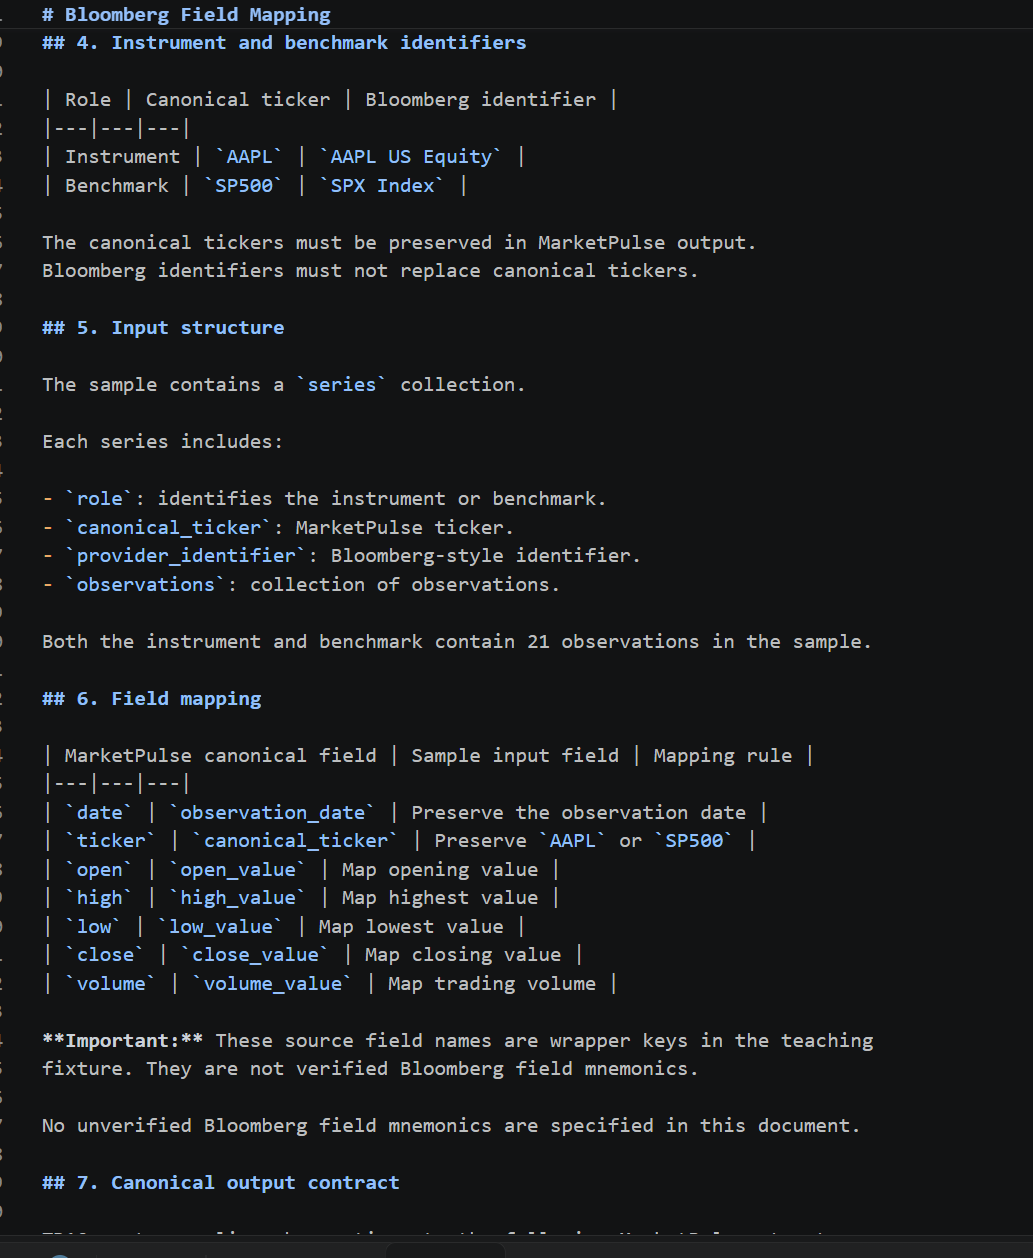 # Bloomberg Field Mapping
## 4. Instrument and benchmark identifiers
| Role | Canonical ticker | Bloomberg identifier |
|---|---|---|
| Instrument | `AAPL` | `AAPL US Equity` |
| Benchmark | `SP500` | `SPX Index` |
The canonical tickers must be preserved in MarketPulse output.
Bloomberg identifiers must not replace canonical tickers.
## 5. Input structure
The sample contains a `series` collection.
Each series includes:
- `role`: identifies the instrument or benchmark.
- `canonical_ticker`: MarketPulse ticker.
- `provider_identifier`: Bloomberg-style identifier.
- `observations`: collection of observations.
Both the instrument and benchmark contain 21 observations in the sample.
## 6. Field mapping
| MarketPulse canonical field | Sample input field | Mapping rule |
|---|---|---|
| `date` | `observation_date` | Preserve the observation date |
| `ticker` | `canonical_ticker` | Preserve `AAPL` or `SP500` |
| `open` | `open_value` | Map opening value |
| `high` | `high_value` | Map highest value |
| `low` | `low_value` | Map lowest value |
| `close` | `close_value` | Map closing value |
| `volume` | `volume_value` | Map trading volume |
**Important:** These source field names are wrapper keys in the teaching
fixture. They are not verified Bloomberg field mnemonics.
No unverified Bloomberg field mnemonics are specified in this document.
## 7. Canonical output contract